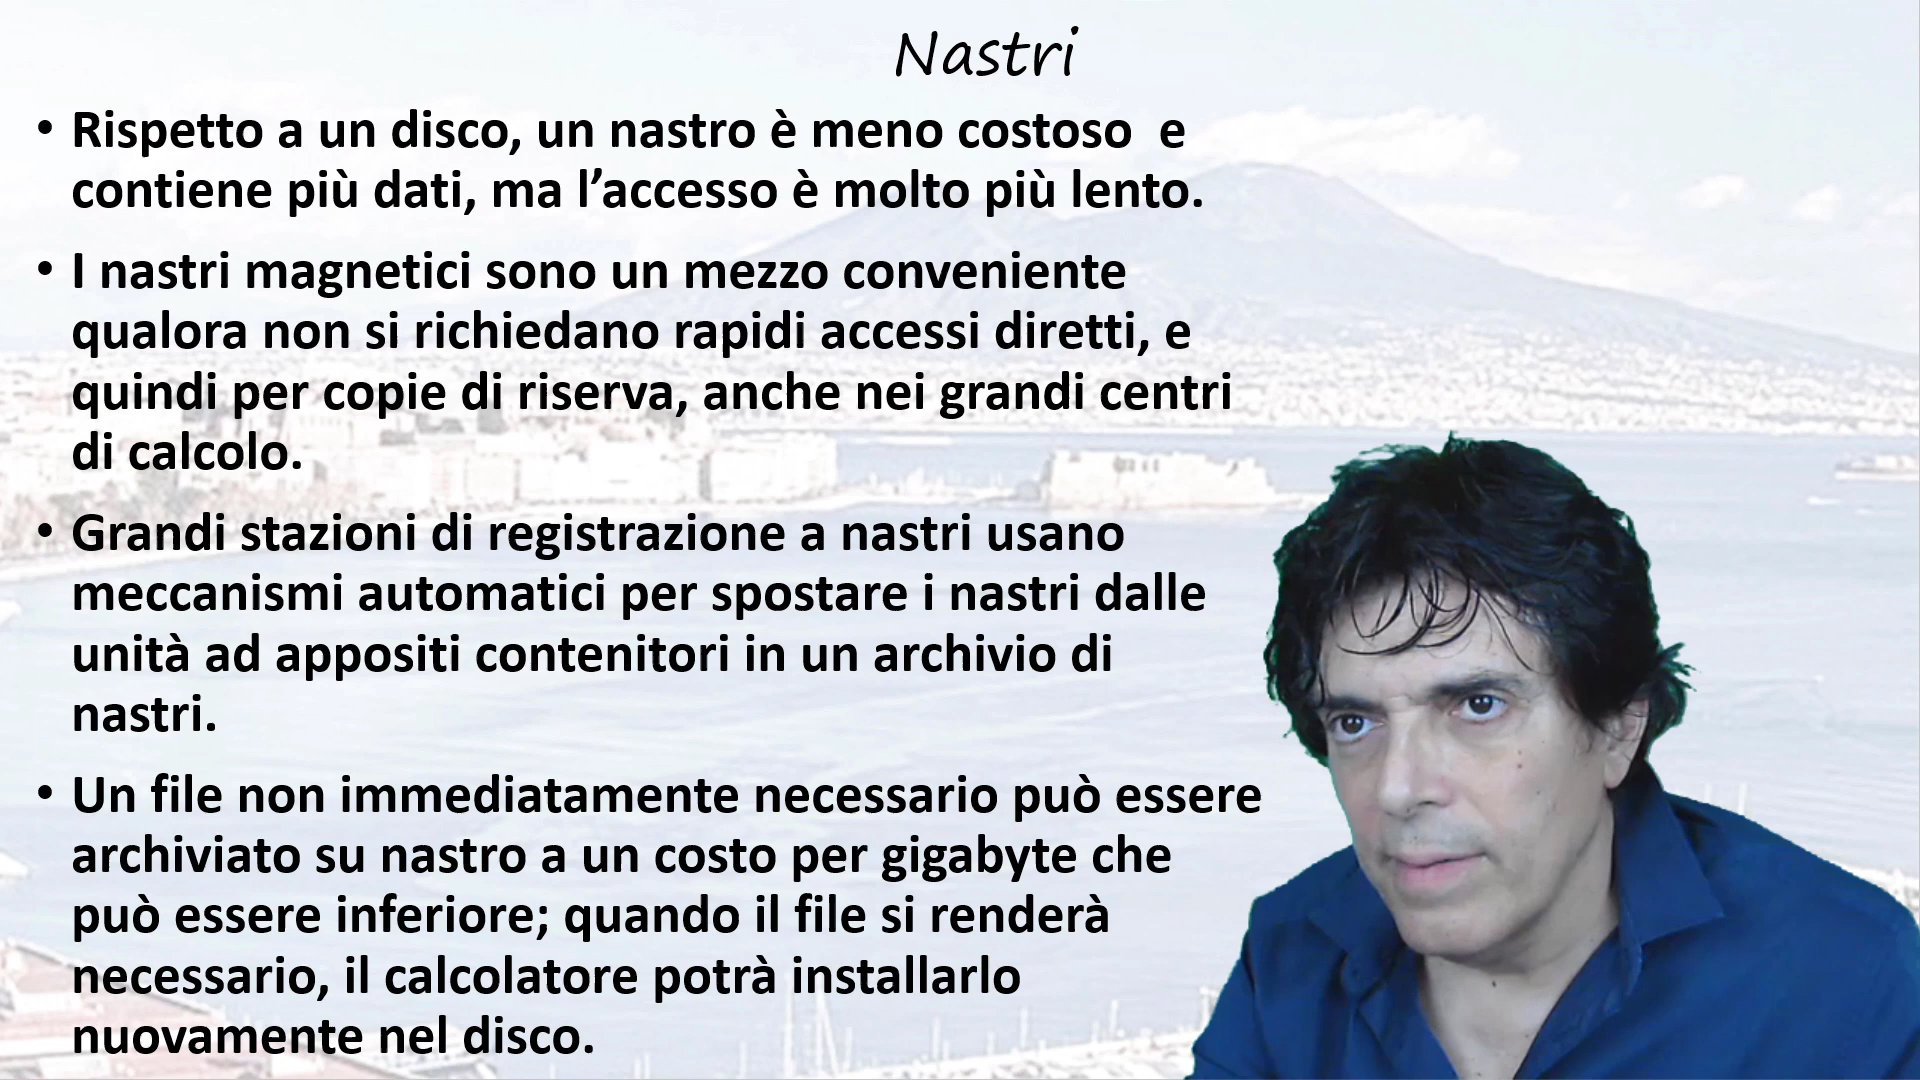 Nastri
• Rispetto a un disco, un nastro è meno costoso  e
contiene più dati, ma l’accesso è molto più lento.
• I nastri magnetici sono un mezzo conveniente
qualora non si richiedano rapidi accessi diretti, e
quindi per copie di riserva, anche nei grandi centri
di calcolo.
• Grandi stazioni di registrazione a nastri usano
meccanismi automatici per spostare i nastri dalle
unità ad appositi contenitori in un archivio di
nastri.
• Un file non immediatamente necessario può essere
archiviato su nastro a un costo per gigabyte che
può essere inferiore; quando il file si renderà
necessario, il calcolatore potrà installarlo
nuovamente nel disco.